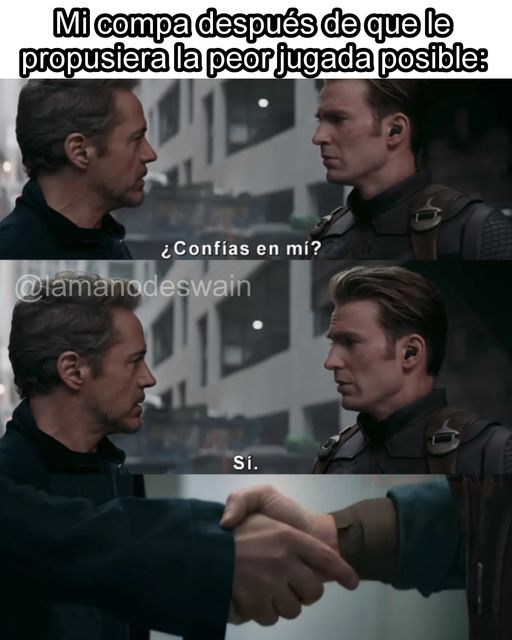 Mi compa después de que le
propusiera la peor jugada posible:
¿Confías en mí?
@lamanodeswain
Sí.